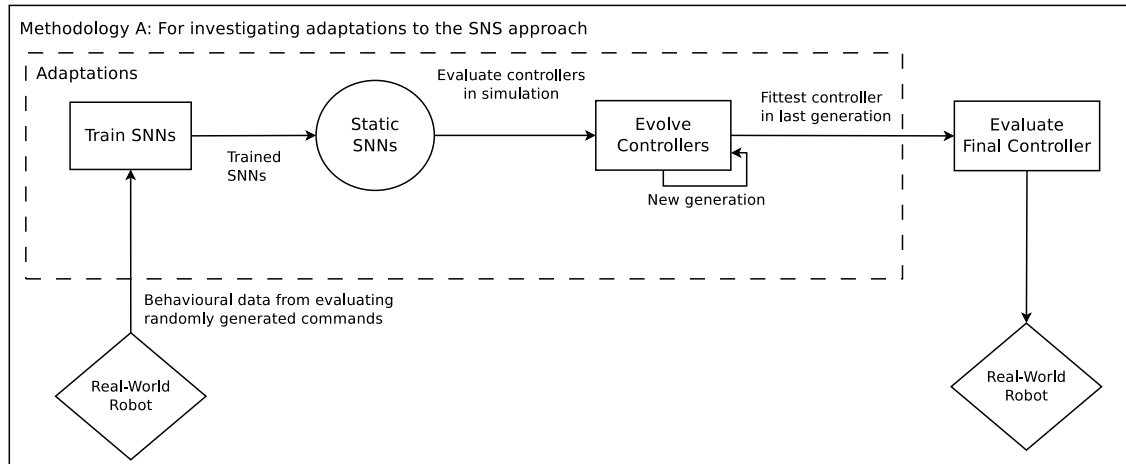 Methodology A: For investigating adaptations to the SNS approach
Adaptations
Train SNNs
Trained
SNNs
Static
SNNs
Evaluate controllers
in simulation
Evolve
Controllers
New generation
Fittest controller
in last generation
Evaluate
Final Controller
Behavioural data from evaluating
randomly generated commands
Real-World
Robot
Real-World
Robot